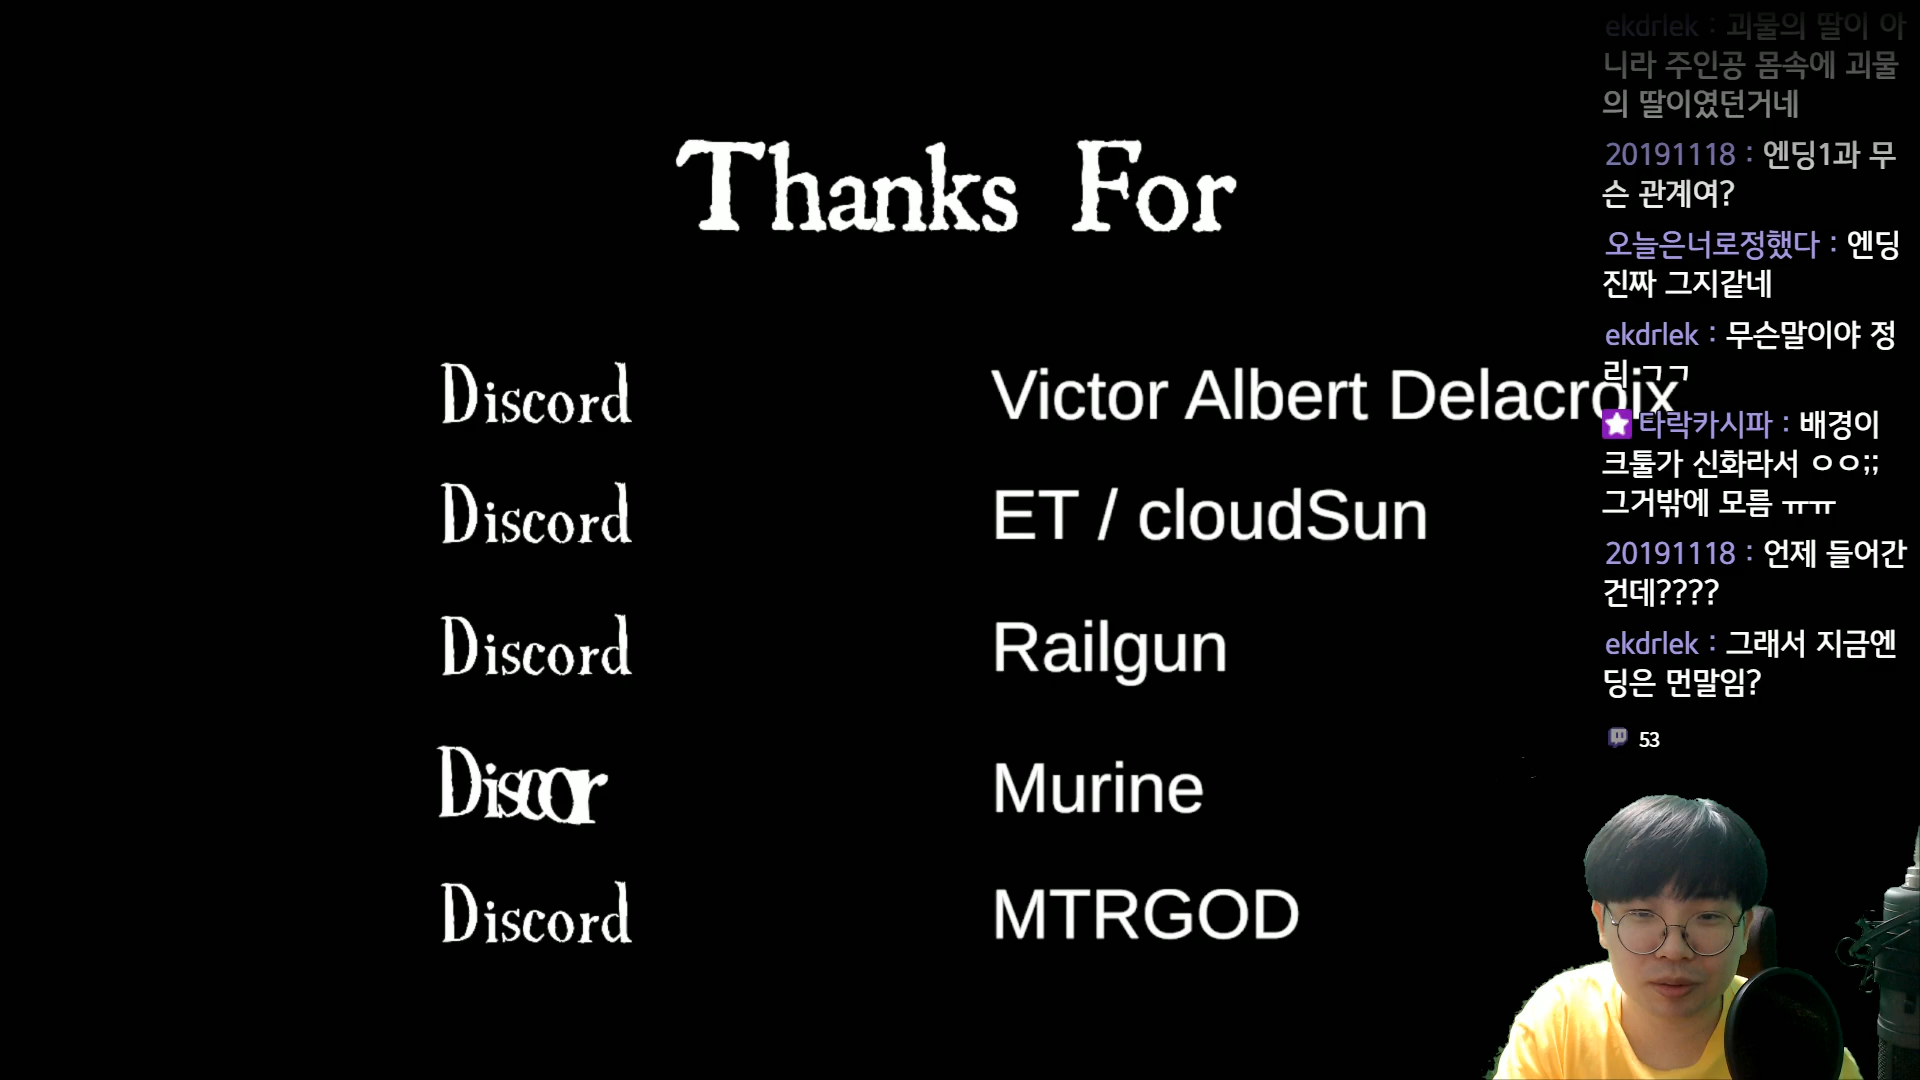 Thanks For
Discord Victor Albert Delacroix
Discord ET / cloudSun
Discord Railgun
Discor Murine
Discord MTRGOD
ekdrlek : 괴물의 딸이 아
니라 주인공 몸속에 괴물
의 딸이였던거네
20191118 : 엔딩1과 무
슨 관계여?
오늘은너로정했다 : 엔딩
진짜 그지같네
ekdrlek : 무슨말이야 정
리 ㄱㄱ
타락카시파 : 배경이
크툴가 신화라서 ㅇㅇ;;
그거밖에 모름 ㅠㅠ
20191118 : 언제 들어간
건데????
ekdrlek : 그래서 지금엔
딩은 먼말임?
53